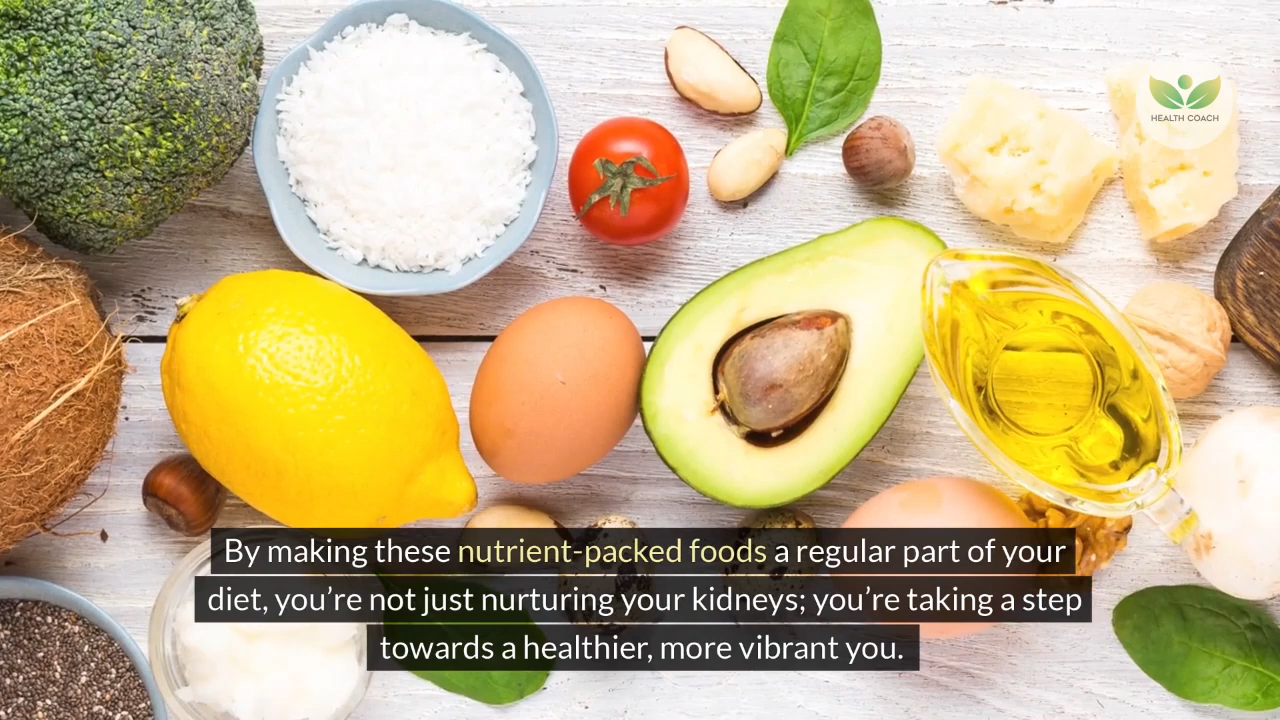 HEALTH COACH
By making these nutrient-packed foods a regular part of your
diet, you’re not just nurturing your kidneys; you’re taking a step
towards a healthier, more vibrant you.